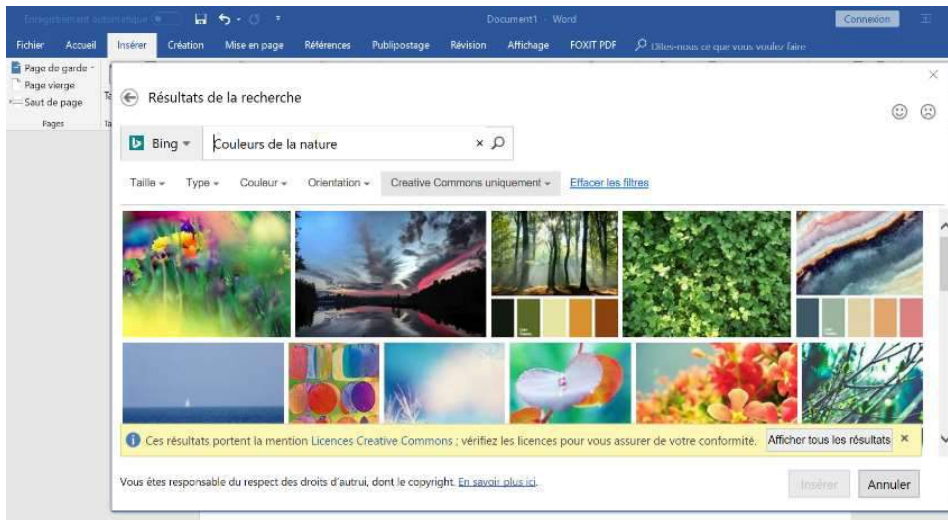 Enregistrement automatique
Document1 - Word
Connexion
Fichier Accueil Insérer Création Mise en page Références Publipostage Révision Affichage FOXIT PDF Dites-nous ce que vous voulez faire
Page de garde
Page vierge
Saut de page
Pages
Résultats de la recherche
Bing Couleurs de la nature
Taille Type Couleur Orientation Creative Commons uniquement Effacer les filtres
Ces résultats portent la mention Licences Creative Commons ; vérifiez les licences pour vous assurer de votre conformité. Afficher tous les résultats
Vous êtes responsable du respect des droits d'autrui, dont le copyright. En savoir plus ici.
Insérer Annuler